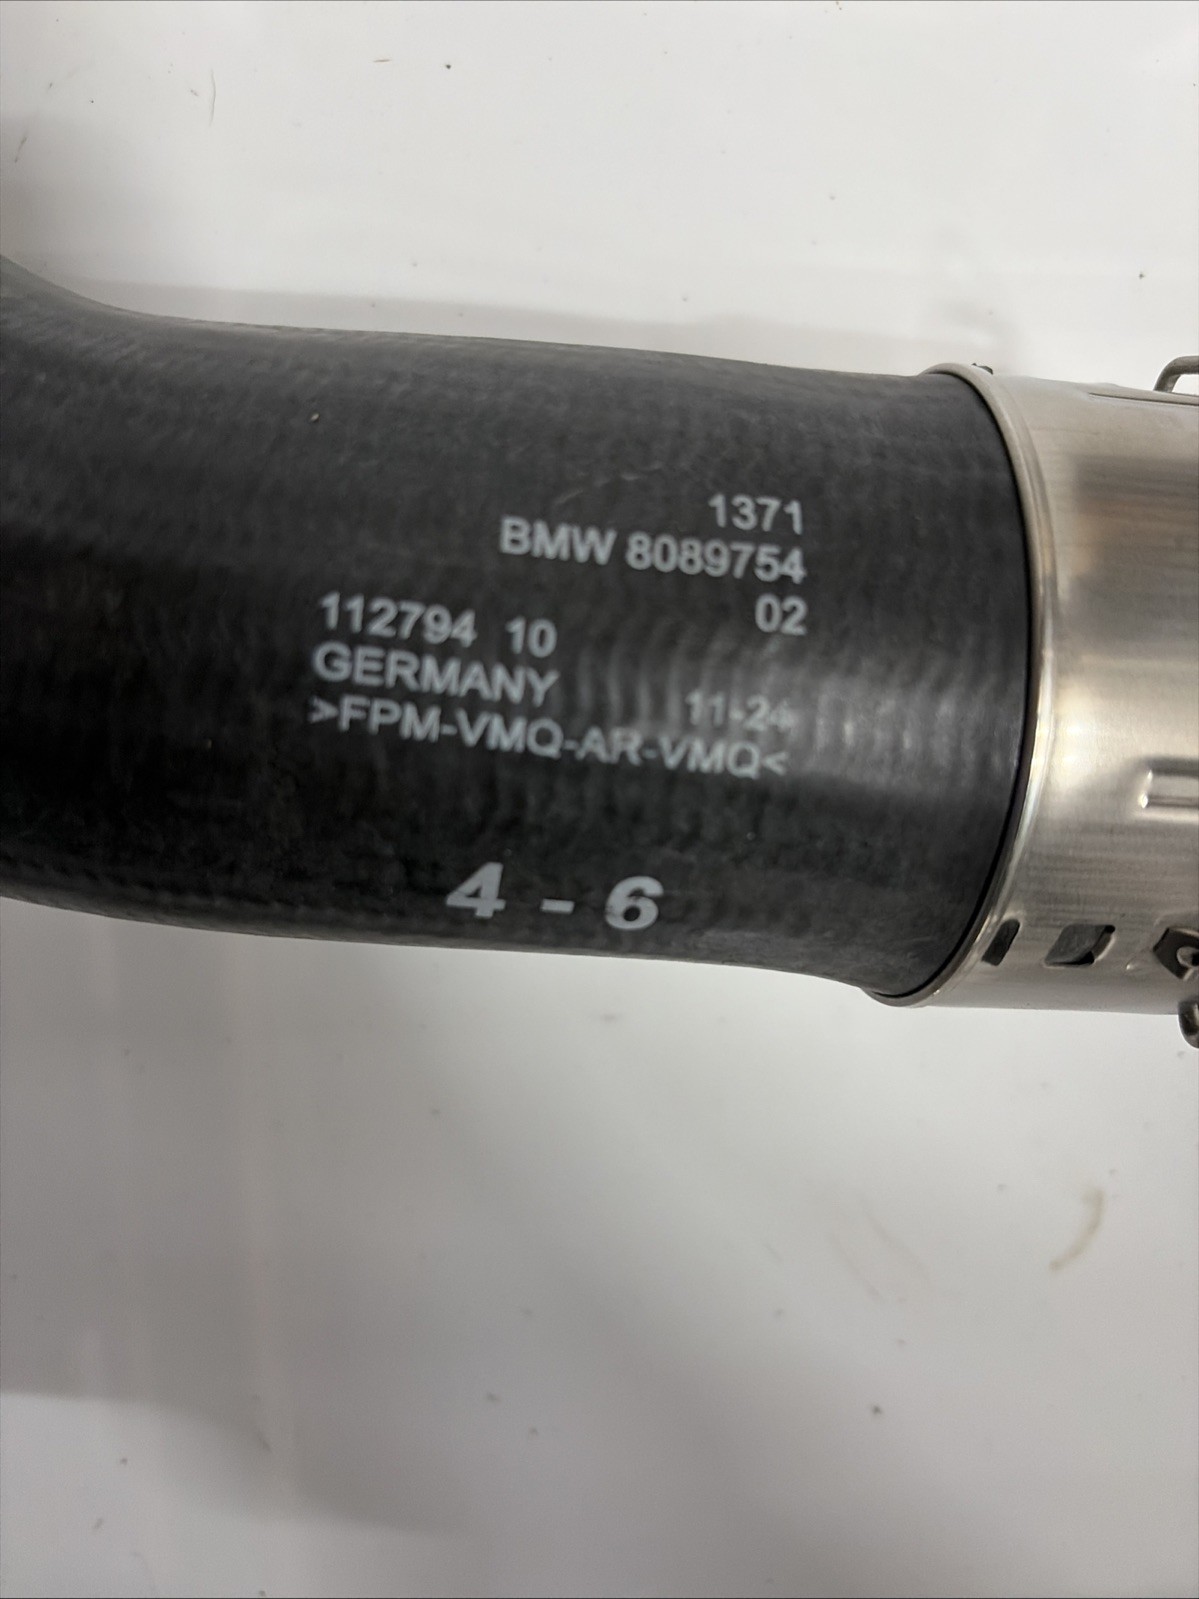 1371
BMW 8089754
02
112794 10
GERMANY
11-24
>FPM-VMQ-AR-VMQ<
4 - 6